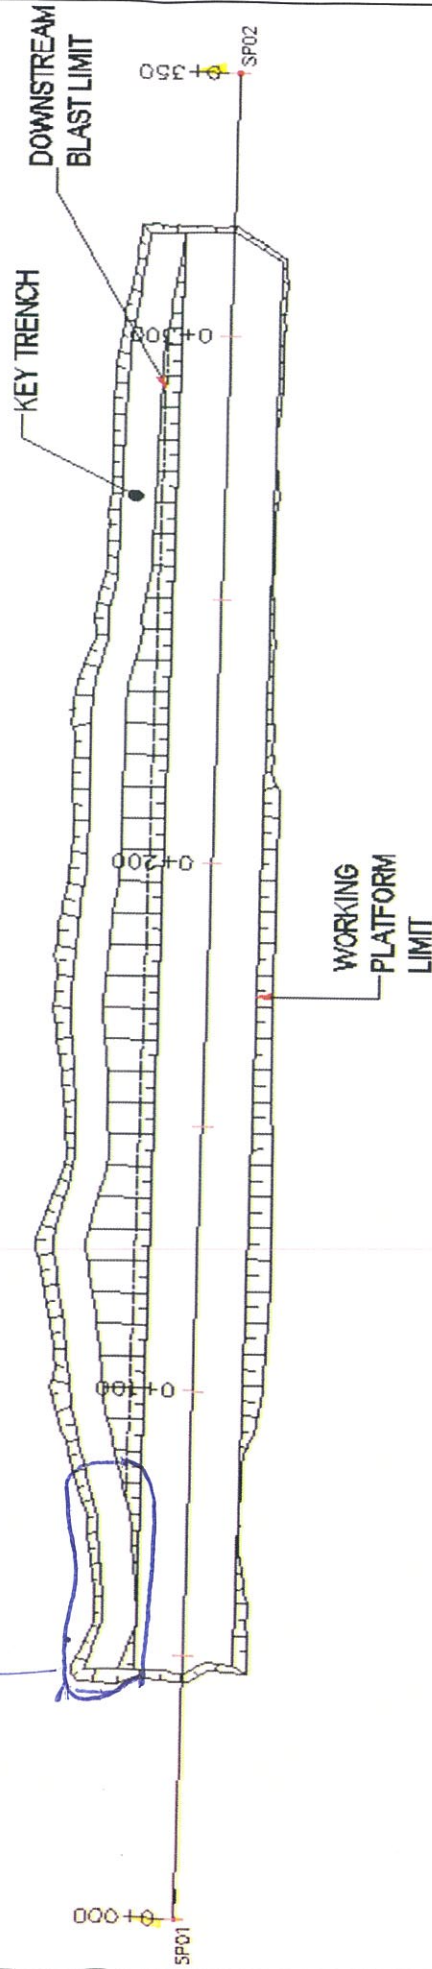 DOWNSTREAM
BLAST LIMIT
KEY TRENCH
WORKING
PLATFORM
LIMIT
SP01
0+000
0+100
0+200
0+300
0+350
SP02